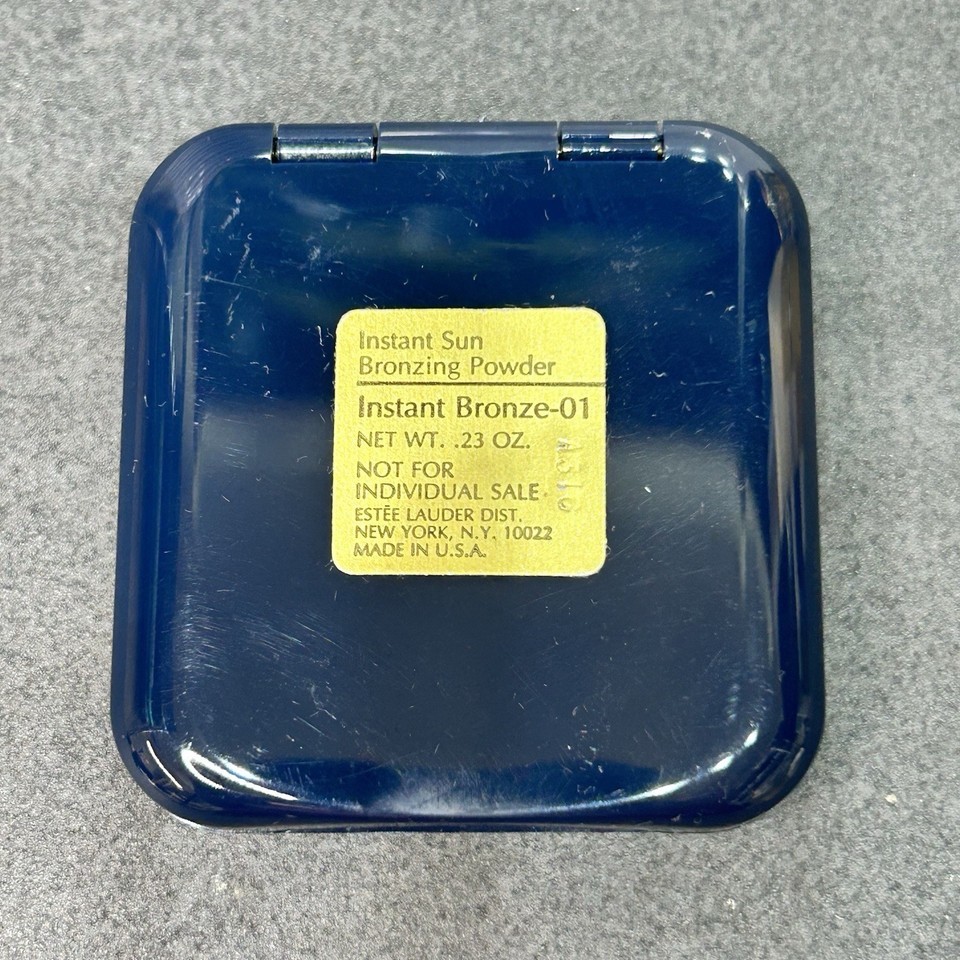 Instant Sun
Bronzing Powder
Instant Bronze-01
NET WT. .23 OZ.
NOT FOR
INDIVIDUAL SALE
ESTĒE LAUDER DIST.
NEW YORK, N.Y. 10022
MADE IN U.S.A.